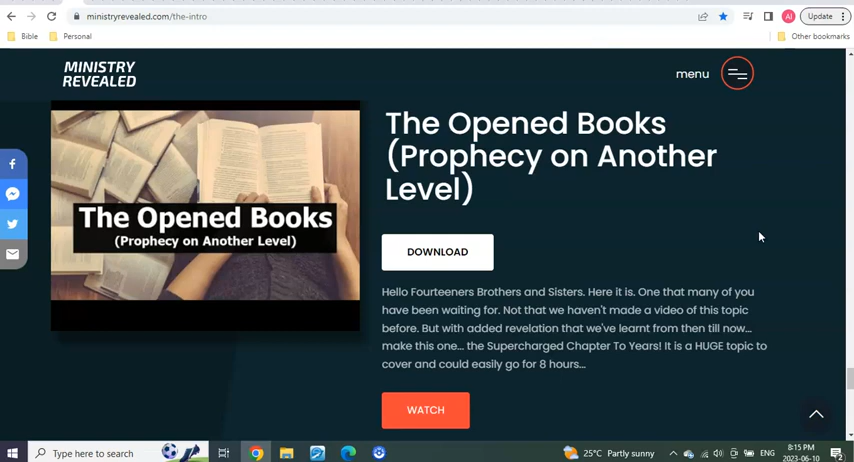 ministryrevealed.com/the-intro
AI
Update
Bible
Personal
Other bookmarks
MINISTRY
REVEALED
menu
The Opened Books
(Prophecy on Another
Level)
The Opened Books
(Prophecy on Another Level)
DOWNLOAD
Hello Fourteeners Brothers and Sisters. Here it is. One that many of you
have been waiting for. Not that we haven't made a video of this topic
before. But with added revelation that we've learnt from then till now...
make this one... the Supercharged Chapter To Years! It is a HUGE topic to
cover and could easily go for 8 hours...
WATCH
Type here to search
25°C Partly sunny
ENG
8:15 PM
2023-06-10
2